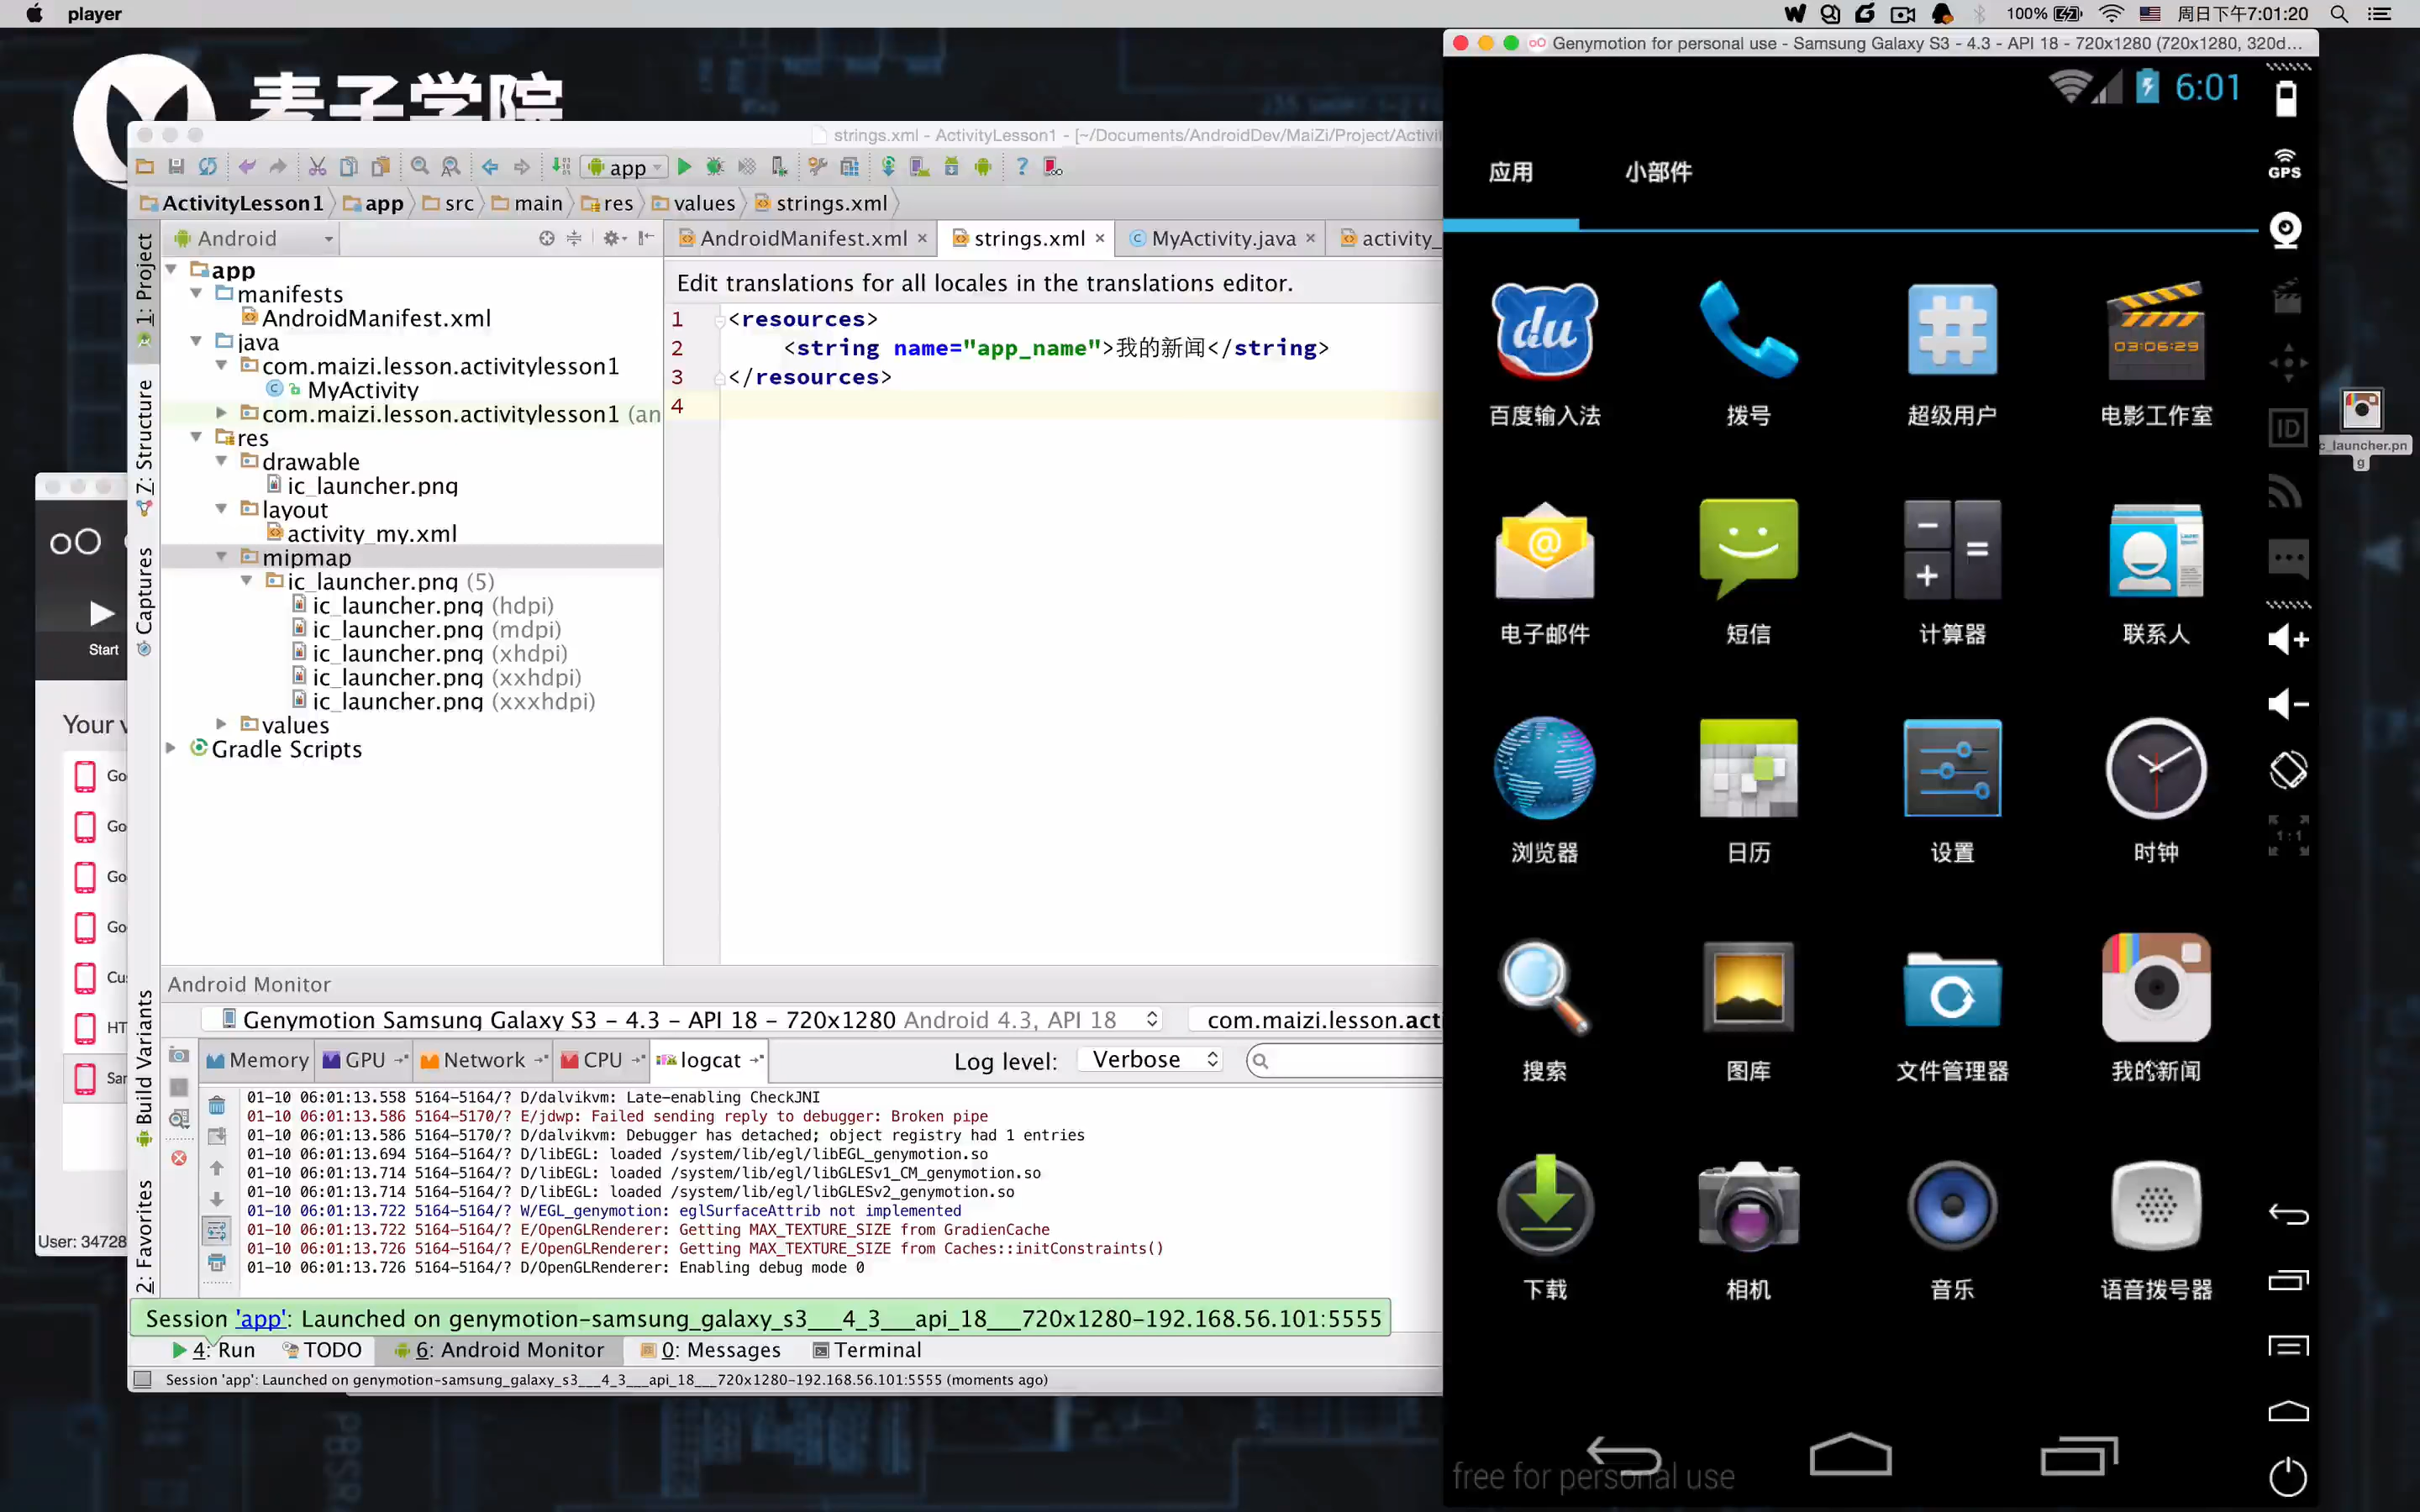 player
100%
周日下午7:01:20
麦子学院
strings.xml - ActivityLesson1 - [~/Documents/AndroidDev/MaiZi/Project/Activi
app
ActivityLesson1 app src main res values strings.xml
1: Project
Z: Structure
Captures
Build Variants
2: Favorites
Android
app
manifests
AndroidManifest.xml
java
com.maizi.lesson.activitylesson1
MyActivity
com.maizi.lesson.activitylesson1 (an
res
drawable
ic_launcher.png
layout
activity_my.xml
mipmap
ic_launcher.png (5)
ic_launcher.png (hdpi)
ic_launcher.png (mdpi)
ic_launcher.png (xhdpi)
ic_launcher.png (xxhdpi)
ic_launcher.png (xxxhdpi)
values
Gradle Scripts
AndroidManifest.xml strings.xml MyActivity.java activity_
Edit translations for all locales in the translations editor.
1 <resources>
2 <string name="app_name">我的新闻</string>
3 </resources>
4
Start
Your v
Go
Go
Go
Go
Cu
HT
Sar
User: 34728
Android Monitor
Genymotion Samsung Galaxy S3 – 4.3 – API 18 – 720x1280 Android 4.3, API 18
com.maizi.lesson.acti
Memory GPU Network CPU logcat
Log level: Verbose
01-10 06:01:13.558 5164-5164/? D/dalvikvm: Late-enabling CheckJNI
01-10 06:01:13.586 5164-5170/? E/jdwp: Failed sending reply to debugger: Broken pipe
01-10 06:01:13.586 5164-5170/? D/dalvikvm: Debugger has detached; object registry had 1 entries
01-10 06:01:13.694 5164-5164/? D/libEGL: loaded /system/lib/egl/libEGL_genymotion.so
01-10 06:01:13.714 5164-5164/? D/libEGL: loaded /system/lib/egl/libGLESv1_CM_genymotion.so
01-10 06:01:13.714 5164-5164/? D/libEGL: loaded /system/lib/egl/libGLESv2_genymotion.so
01-10 06:01:13.722 5164-5164/? W/EGL_genymotion: eglSurfaceAttrib not implemented
01-10 06:01:13.722 5164-5164/? E/OpenGLRenderer: Getting MAX_TEXTURE_SIZE from GradienCache
01-10 06:01:13.726 5164-5164/? E/OpenGLRenderer: Getting MAX_TEXTURE_SIZE from Caches::initConstraints()
01-10 06:01:13.726 5164-5164/? D/OpenGLRenderer: Enabling debug mode 0
Session 'app': Launched on genymotion-samsung_galaxy_s3___4_3___api_18___720x1280-192.168.56.101:5555
4: Run TODO 6: Android Monitor 0: Messages Terminal
Session 'app': Launched on genymotion-samsung_galaxy_s3___4_3___api_18___720x1280-192.168.56.101:5555 (moments ago)
Genymotion for personal use - Samsung Galaxy S3 - 4.3 - API 18 - 720x1280 (720x1280, 320d...
6:01
GPS
ID
1:1
应用 小部件
du
03:06:29
百度输入法 拨号 超级用户 电影工作室
电子邮件 短信 计算器 联系人
浏览器 日历 设置 时钟
搜索 图库 文件管理器 我的新闻
下载 相机 音乐 语音拨号器
free for personal use
c_launcher.pn
g